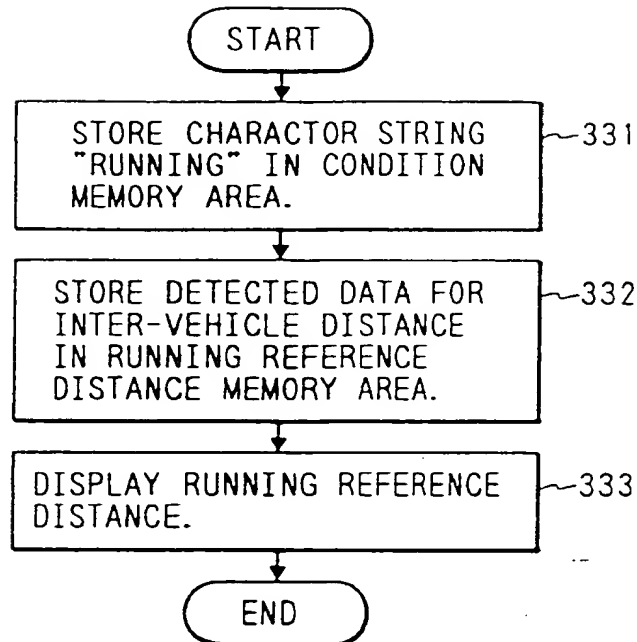 START
STORE CHARACTOR STRING
"RUNNING" IN CONDITION
MEMORY AREA.
331
STORE DETECTED DATA FOR
INTER-VEHICLE DISTANCE
IN RUNNING REFERENCE
DISTANCE MEMORY AREA.
332
DISPLAY RUNNING REFERENCE
DISTANCE.
333
END